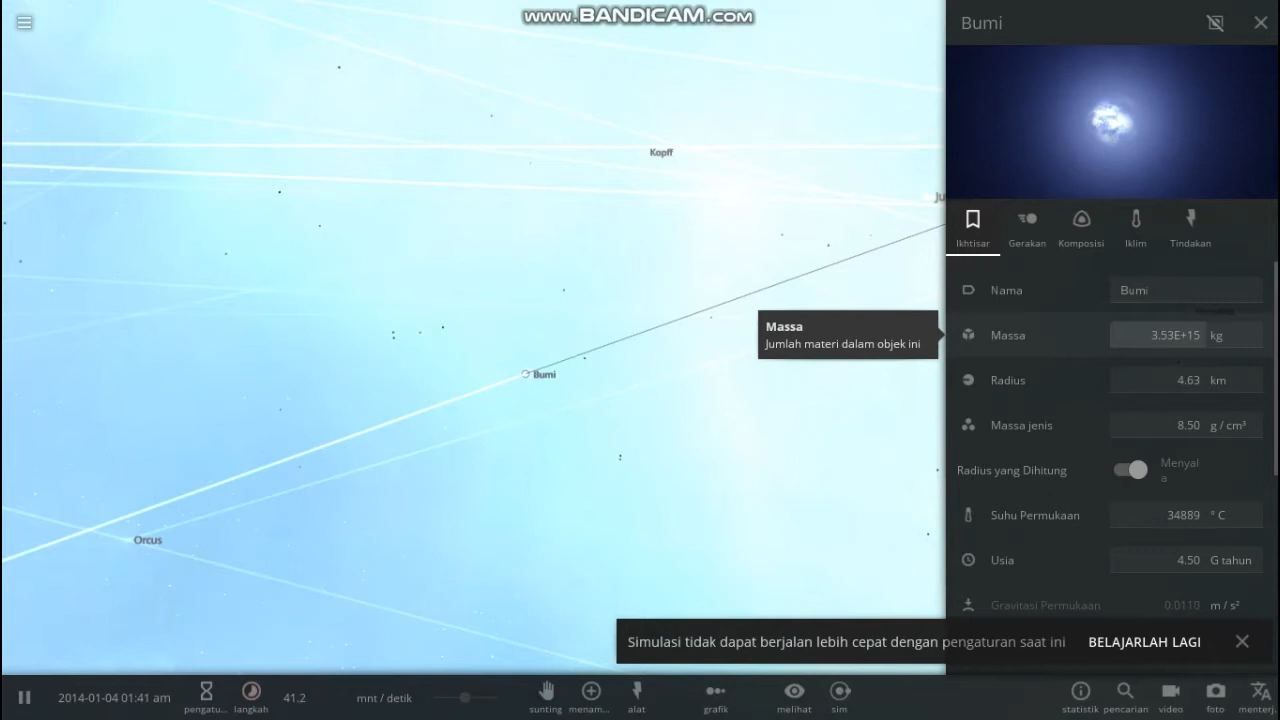 www.BANDICAM.com
Bumi
Kopff
Ju
Ikhtisar
Gerakan
Komposisi
Iklim
Tindakan
Nama
Bumi
Massa
Jumlah materi dalam objek ini
Massa
3.53E+15 kg
Radius
4.63 km
Bumi
Massa jenis
8.50 g / cm³
Radius yang Dihitung
Menyal
a
Suhu Permukaan
34889 ° C
Orcus
Usia
4.50 G tahun
Gravitasi Permukaan
0.0110 m / s²
Simulasi tidak dapat berjalan lebih cepat dengan pengaturan saat ini
BELAJARLAH LAGI
2014-01-04 01:41 am
pengatu...
langkah
41.2
mnt / detik
sunting
menam...
alat
grafik
melihat
sim
statistik
pencarian
video
foto
menterj